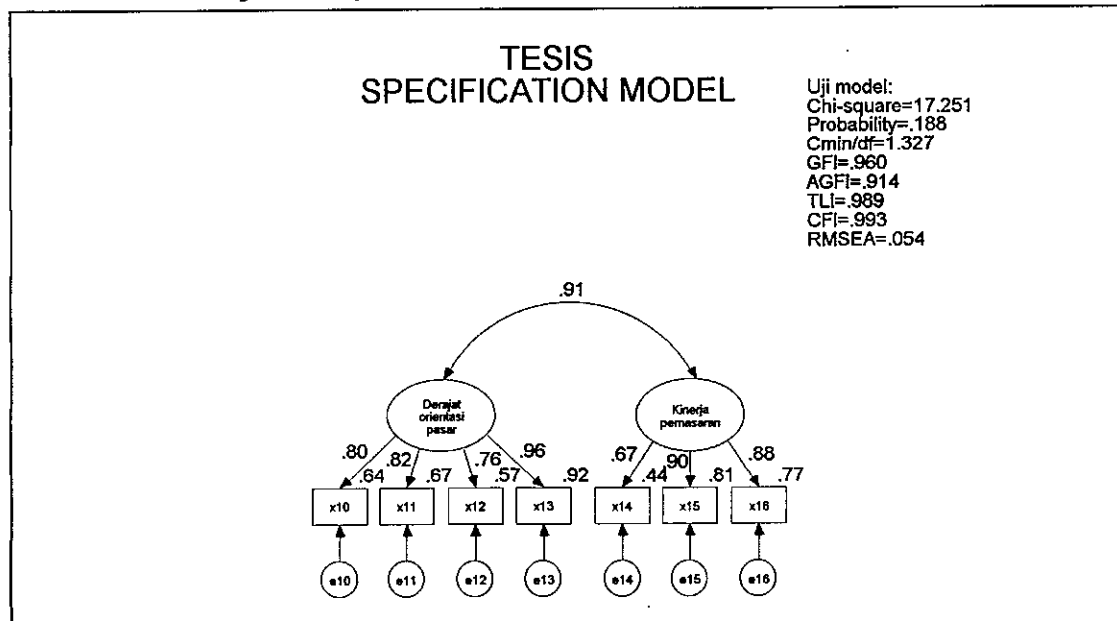 TESIS
SPECIFICATION MODEL
Uji model:
Chi-square=17.251
Probability=.188
Cmin/df=1.327
GFI=.960
AGFI=.914
TLI=.989
CFI=.993
RMSEA=.054
.91
Derajat
orientasi
pasar
Kinerja
pemasaran
.80 .82 .76 .96 .67 .90 .88
.64 .67 .57 .92 .44 .81 .77
x10 x11 x12 x13 x14 x15 x16
e10 e11 e12 e13 e14 e15 e16